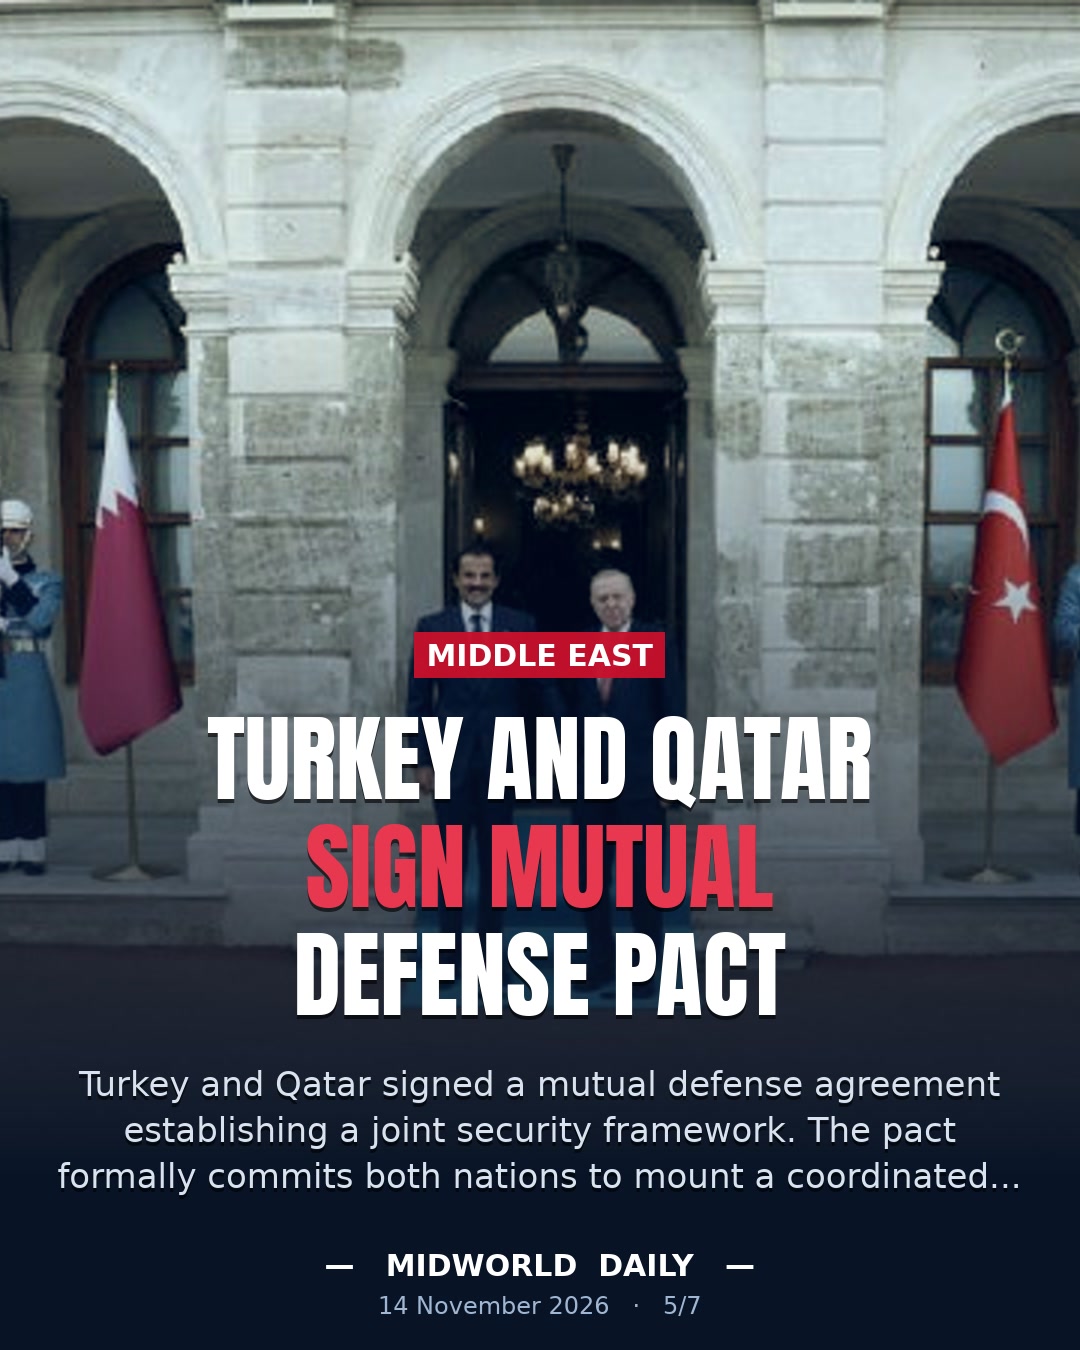 MIDDLE EAST
TURKEY AND QATAR
SIGN MUTUAL
DEFENSE PACT
Turkey and Qatar signed a mutual defense agreement
establishing a joint security framework. The pact
formally commits both nations to mount a coordinated...
— MIDWORLD DAILY —
14 November 2026 · 5/7